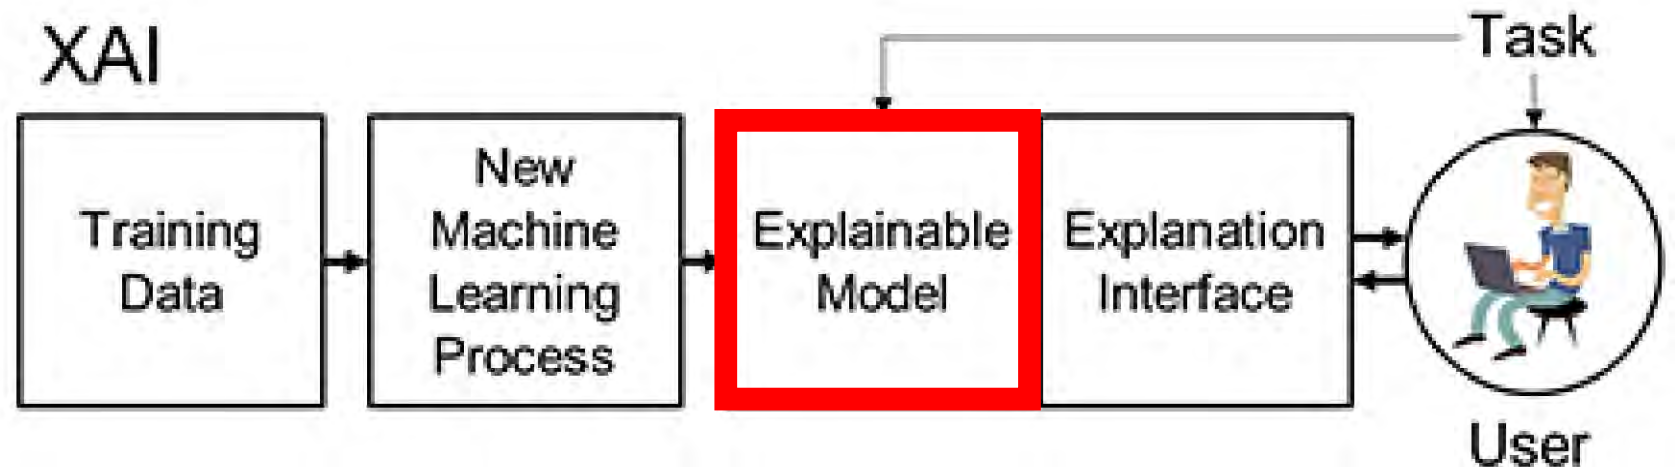 XAI
Task
Training
Data
New
Machine
Learning
Process
Explainable
Model
Explanation
Interface
User